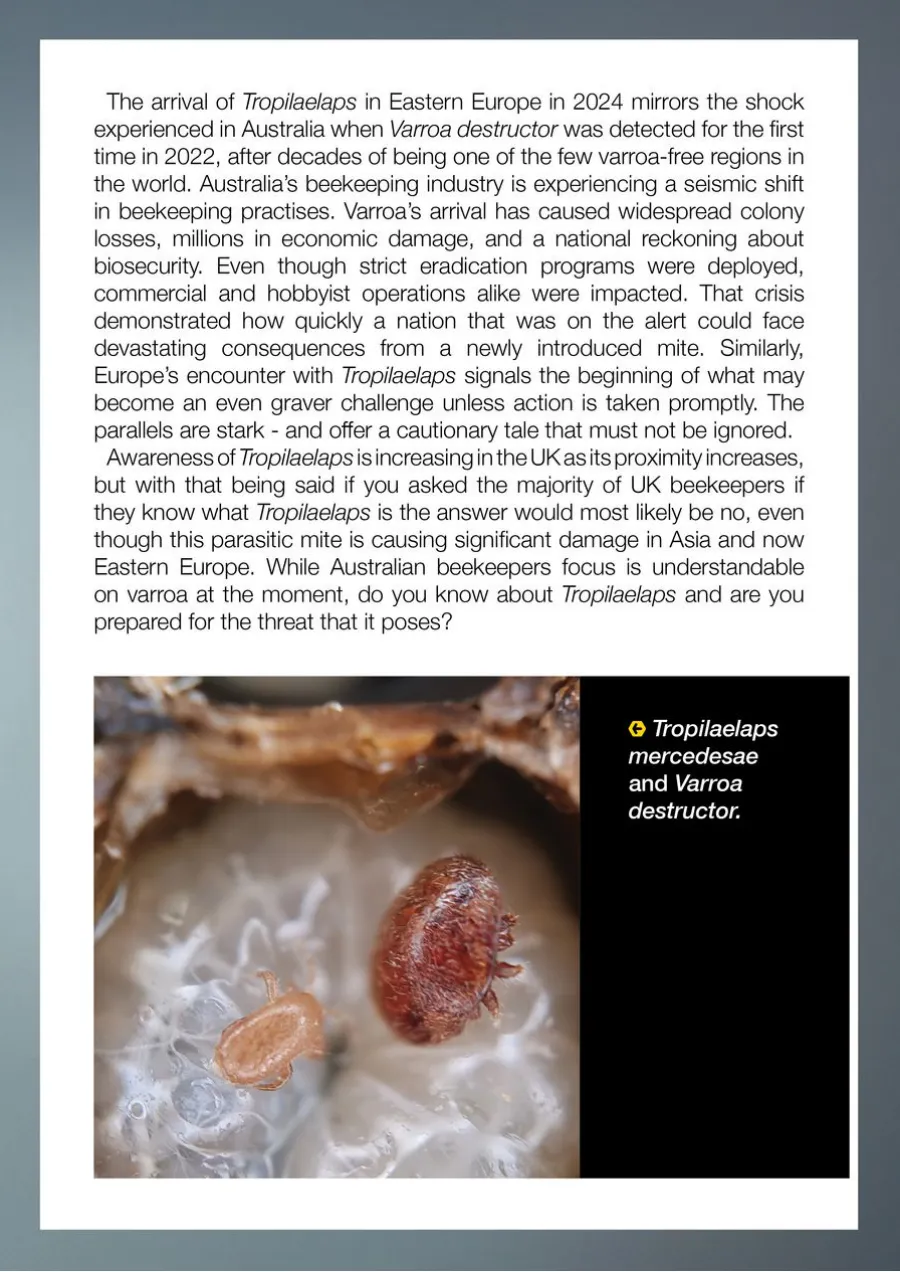 The arrival of Tropilaelaps in Eastern Europe in 2024 mirrors the shock
experienced in Australia when Varroa destructor was detected for the first
time in 2022, after decades of being one of the few varroa-free regions in
the world. Australia’s beekeeping industry is experiencing a seismic shift
in beekeeping practises. Varroa’s arrival has caused widespread colony
losses, millions in economic damage, and a national reckoning about
biosecurity. Even though strict eradication programs were deployed,
commercial and hobbyist operations alike were impacted. That crisis
demonstrated how quickly a nation that was on the alert could face
devastating consequences from a newly introduced mite. Similarly,
Europe’s encounter with Tropilaelaps signals the beginning of what may
become an even graver challenge unless action is taken promptly. The
parallels are stark - and offer a cautionary tale that must not be ignored.
Awareness of Tropilaelaps is increasing in the UK as its proximity increases,
but with that being said if you asked the majority of UK beekeepers if
they know what Tropilaelaps is the answer would most likely be no, even
though this parasitic mite is causing significant damage in Asia and now
Eastern Europe. While Australian beekeepers focus is understandable
on varroa at the moment, do you know about Tropilaelaps and are you
prepared for the threat that it poses?
Tropilaelaps
mercedesae
and Varroa
destructor.